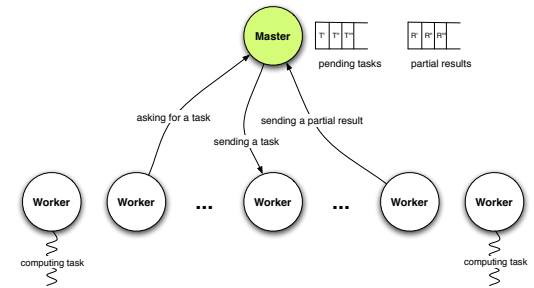 Master
T' T'' T'''
R' R'' R'''
pending tasks
partial results
asking for a task
sending a partial result
sending a task
Worker
Worker
...
Worker
...
Worker
Worker
computing task
computing task